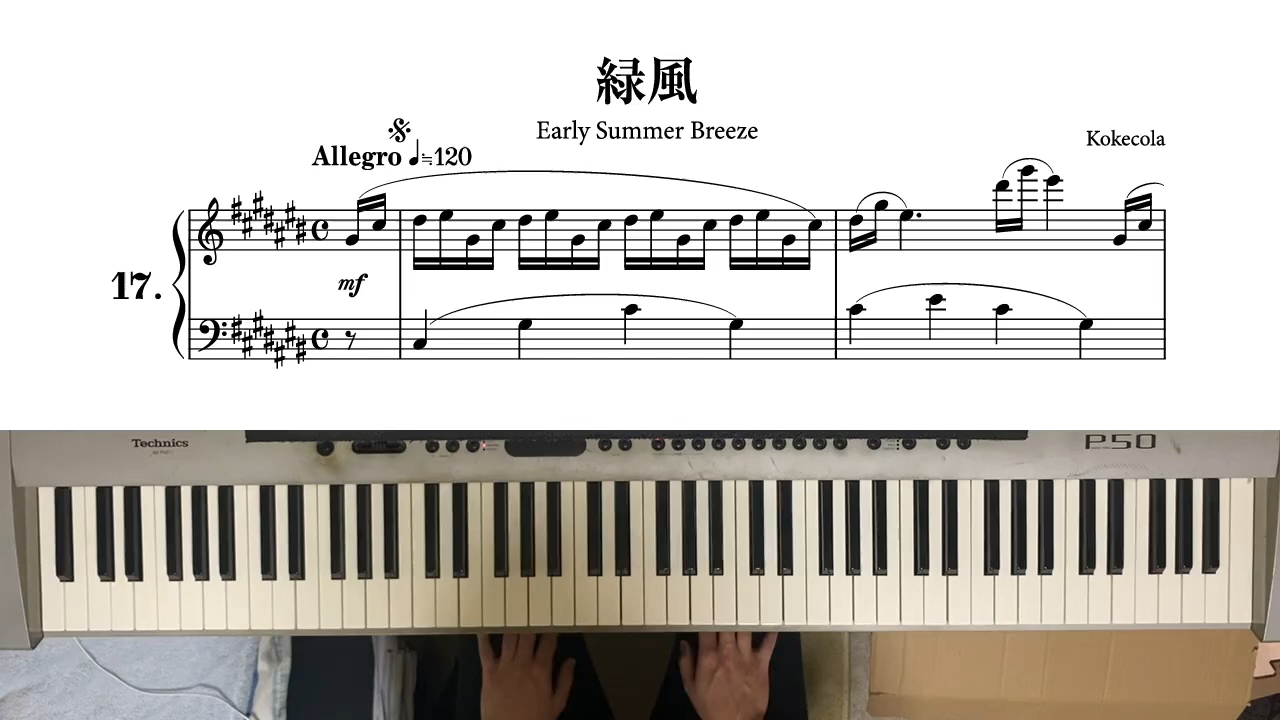 緑風
Early Summer Breeze
Kokecola
Allegro ♩≒120
17.
mf
Technics
P50